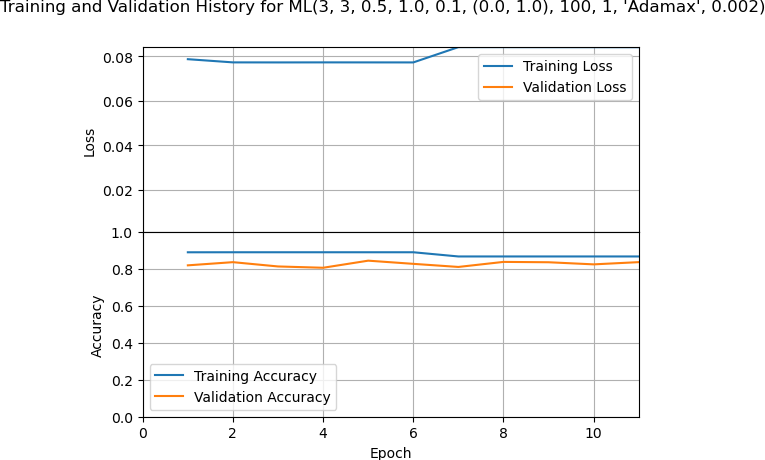 Training and Validation History for ML(3, 3, 0.5, 1.0, 0.1, (0.0, 1.0), 100, 1, 'Adamax', 0.002)
0.08
0.06
0.04
0.02
Loss
Training Loss
Validation Loss
1.0
0.8
0.6
0.4
0.2
0.0
Accuracy
Training Accuracy
Validation Accuracy
0 2 4 6 8 10
Epoch